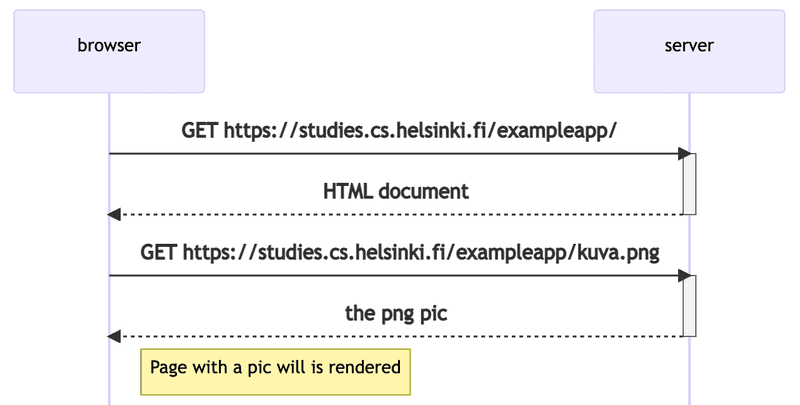 browser
server
GET https://studies.cs.helsinki.fi/exampleapp/
HTML document
GET https://studies.cs.helsinki.fi/exampleapp/kuva.png
the png pic
Page with a pic will is rendered